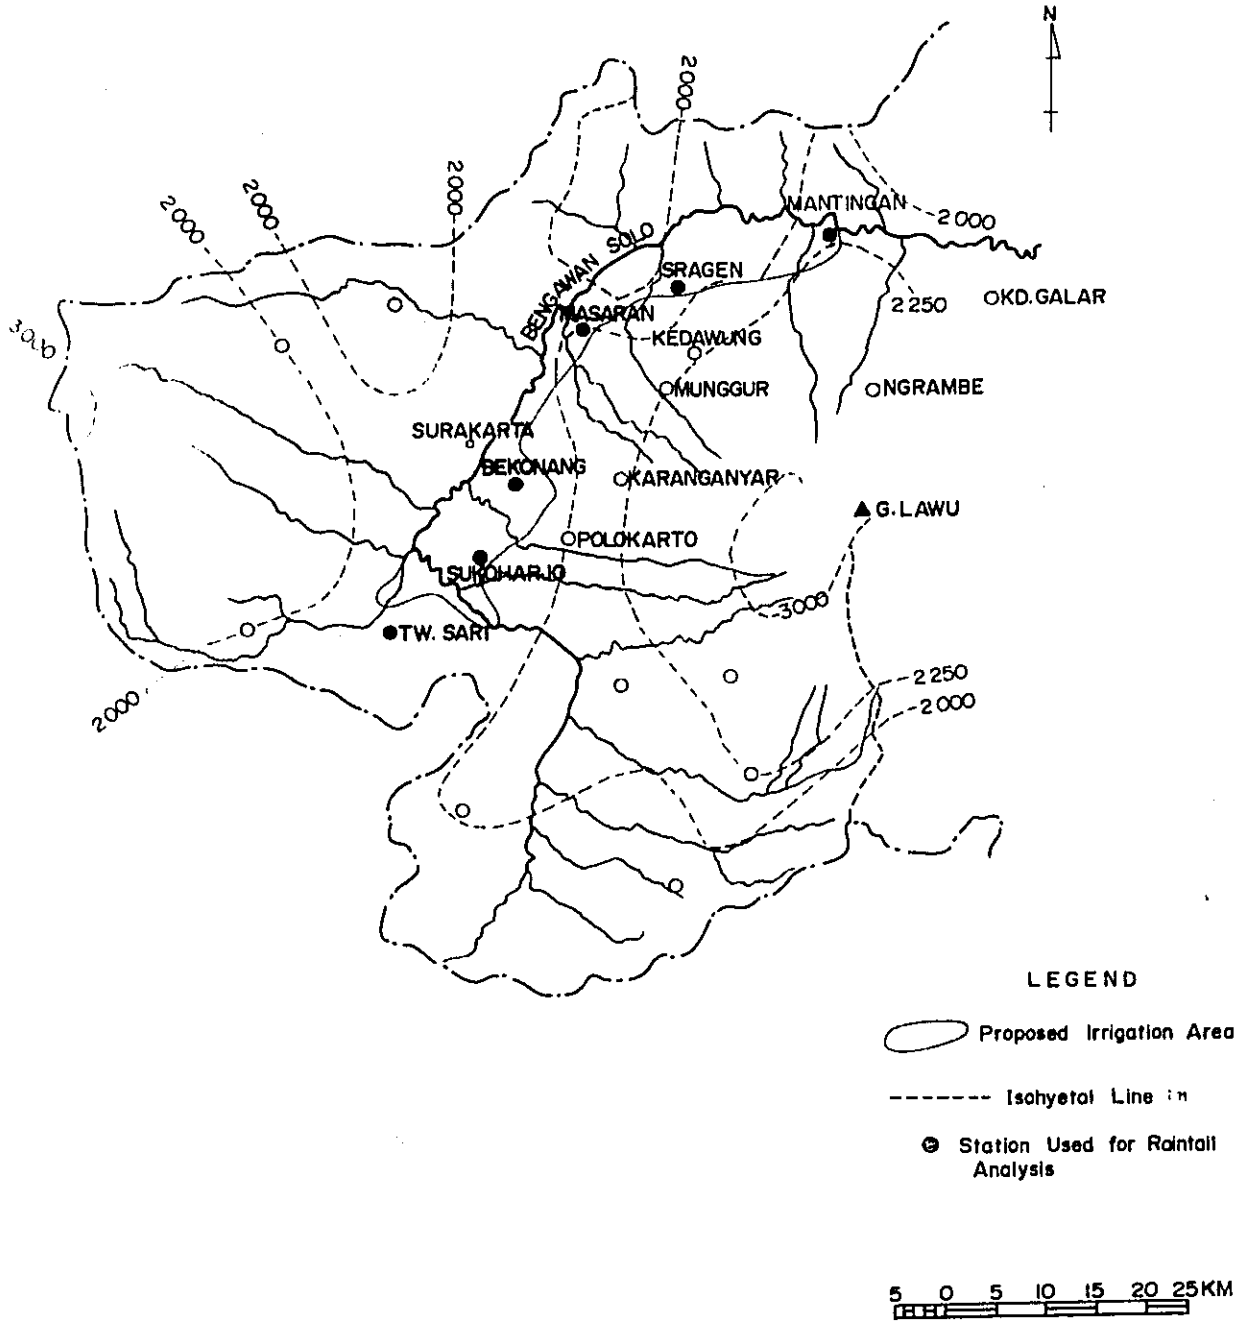 N
2000
2000
2000
2000
MANTINGAN
2000
BENGAWAN SOLO
SRAGEN
2250
KD.GALAR
MASARAN
KEDAWUNG
MUNGGUR
NGRAMBE
SURAKARTA
BEKONANG
KARANGANYAR
G.LAWU
POLOKARTO
SUKOHARJO
3000
TW. SARI
2250
2000
2000
LEGEND
Proposed Irrigation Area
Isohyetal Line in
Station Used for Rainfall
Analysis
5 0 5 10 15 20 25KM